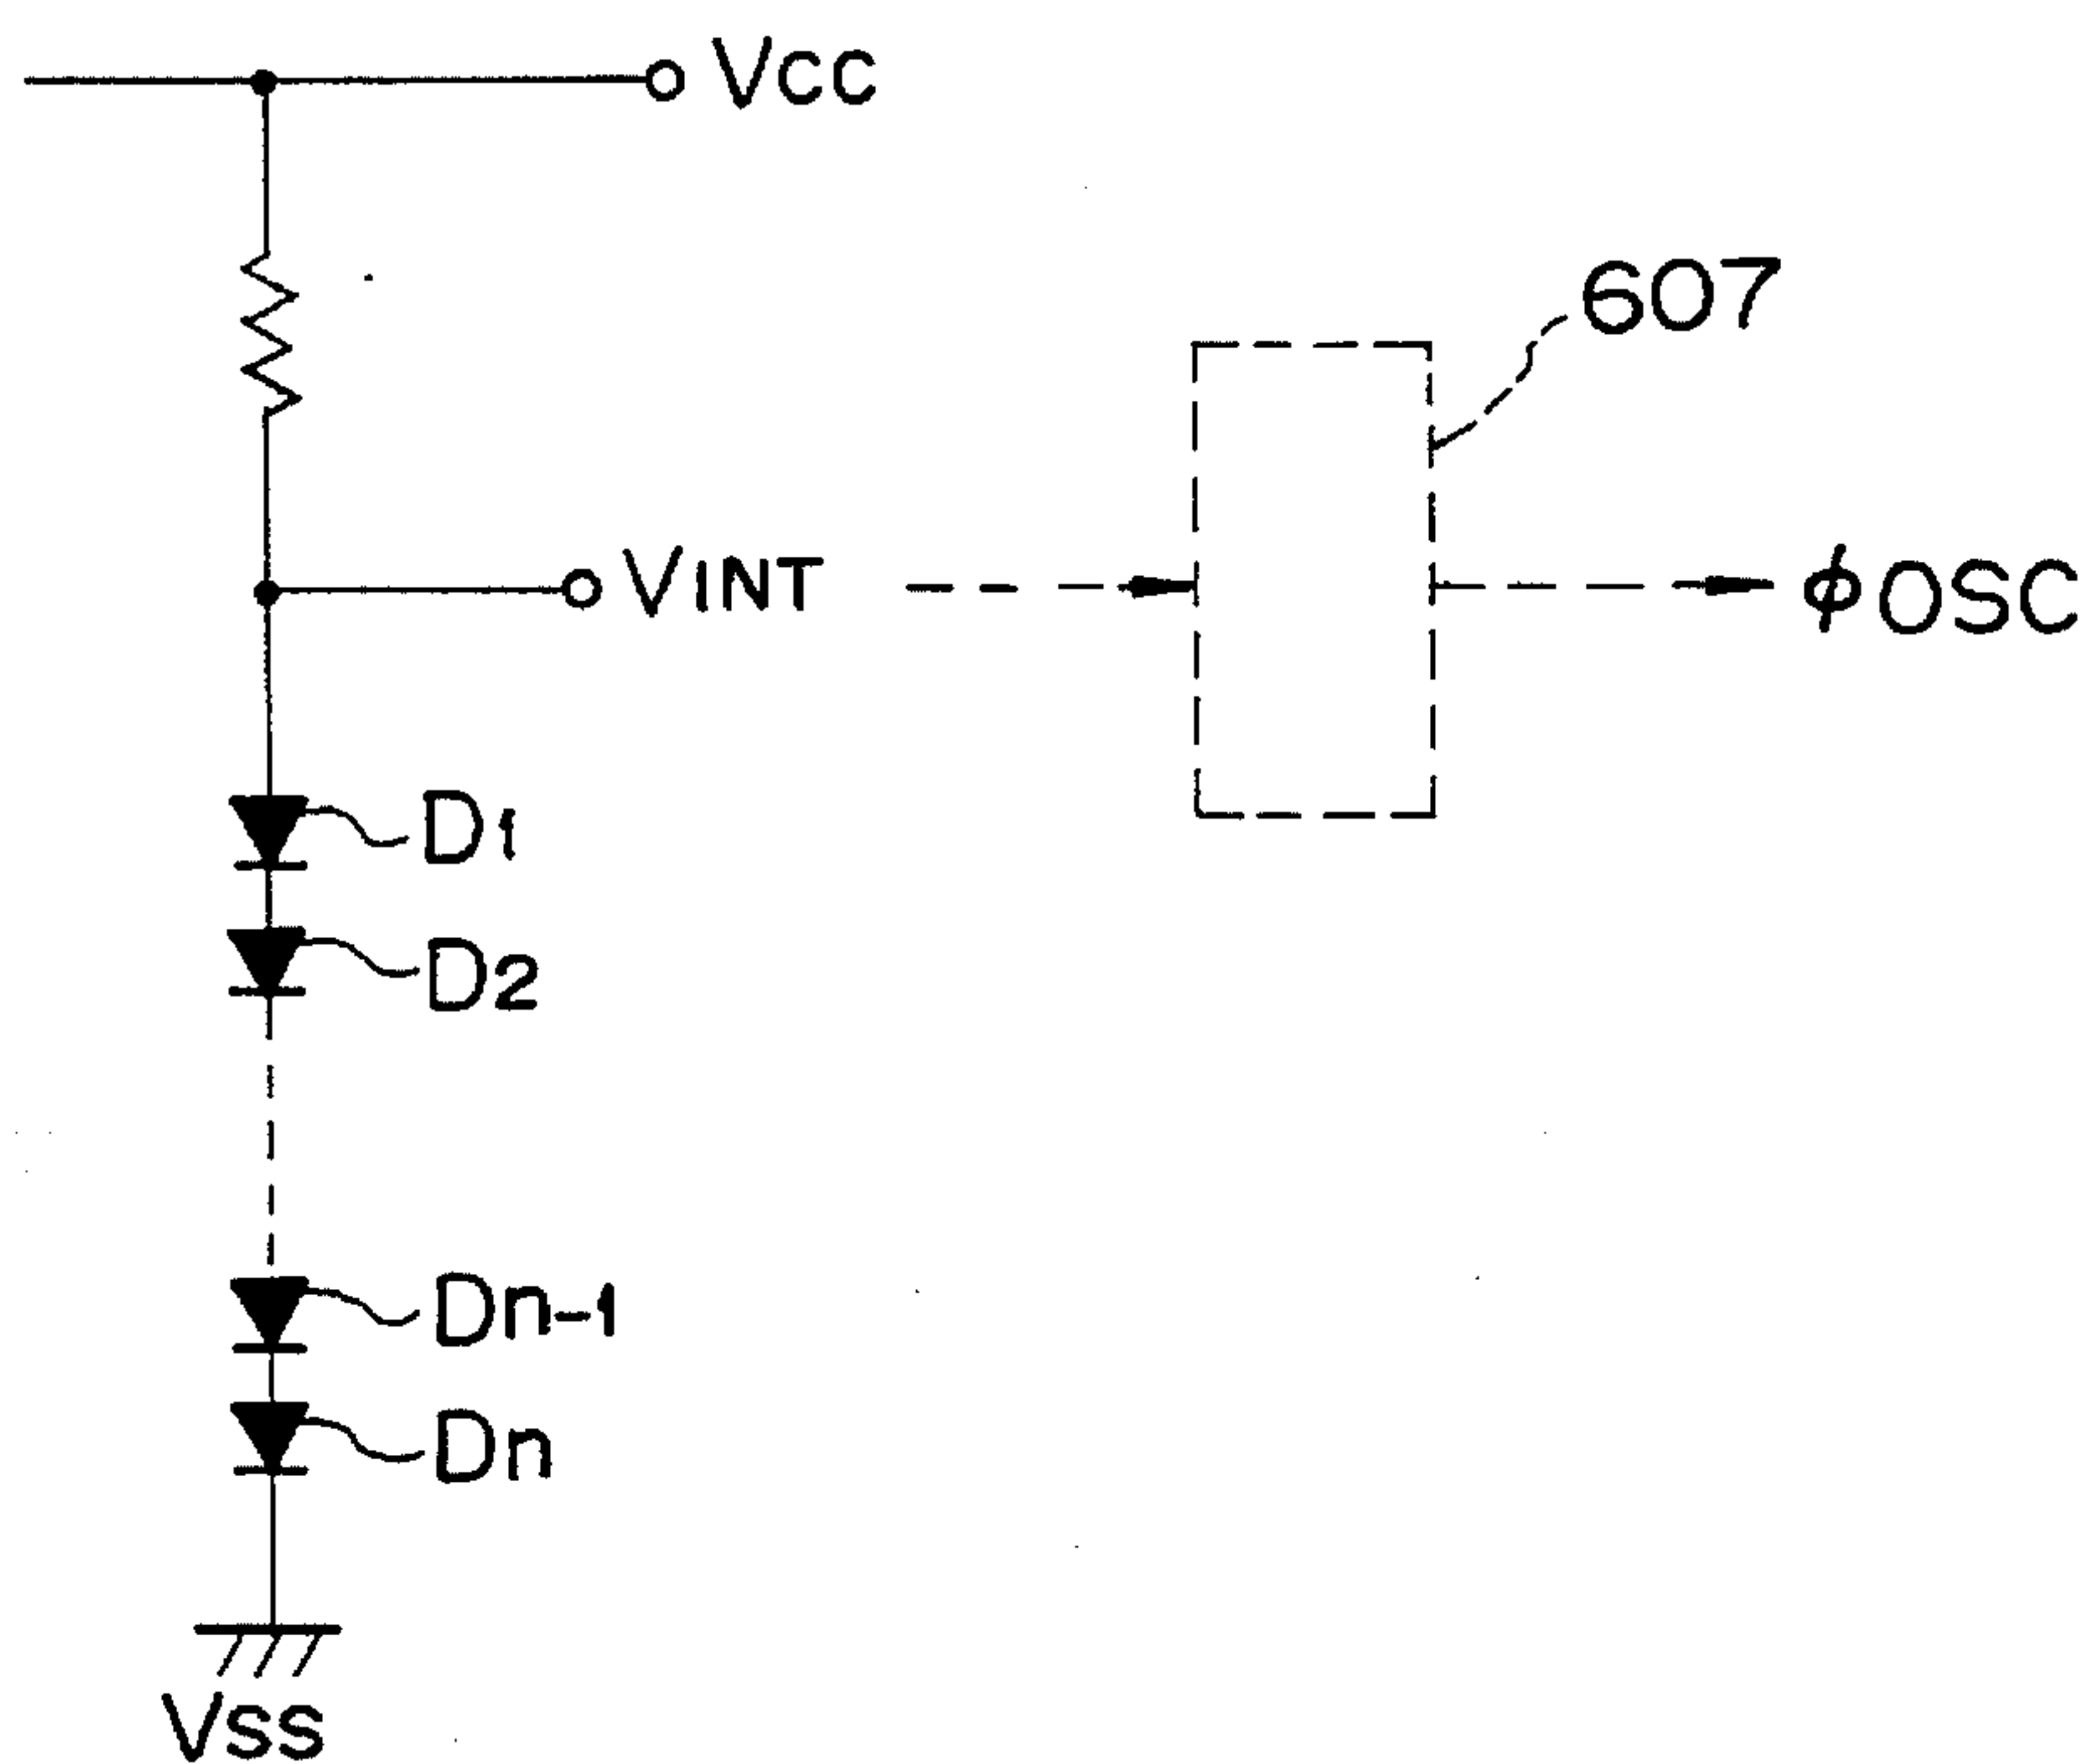 VCC
607
VINT
φOSC
D1
D2
Dn-1
Dn
VSS